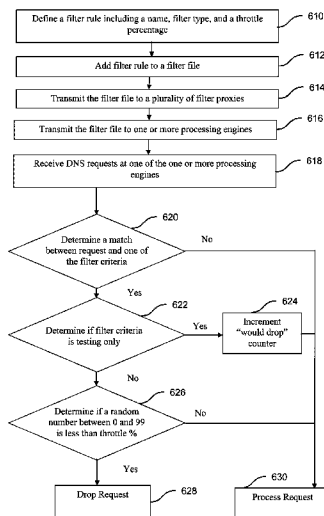 Define a filter rule including a name, filter type, and a throttle
percentage
610
Add filter rule to a filter file
612
Transmit the filter file to a plurality of filter proxies
614
Transmit the filter file to one or more processing engines
616
Receive DNS requests at one of the one or more processing
engines
618
620
Determine a match
between request and one of
the filter criteria
No
Yes
622
Determine if filter criteria
is testing only
Yes
624
Increment
"would drop"
counter
No
626
Determine if a random
number between 0 and 99
is less than throttle %
No
Yes
Drop Request
628
630
Process Request